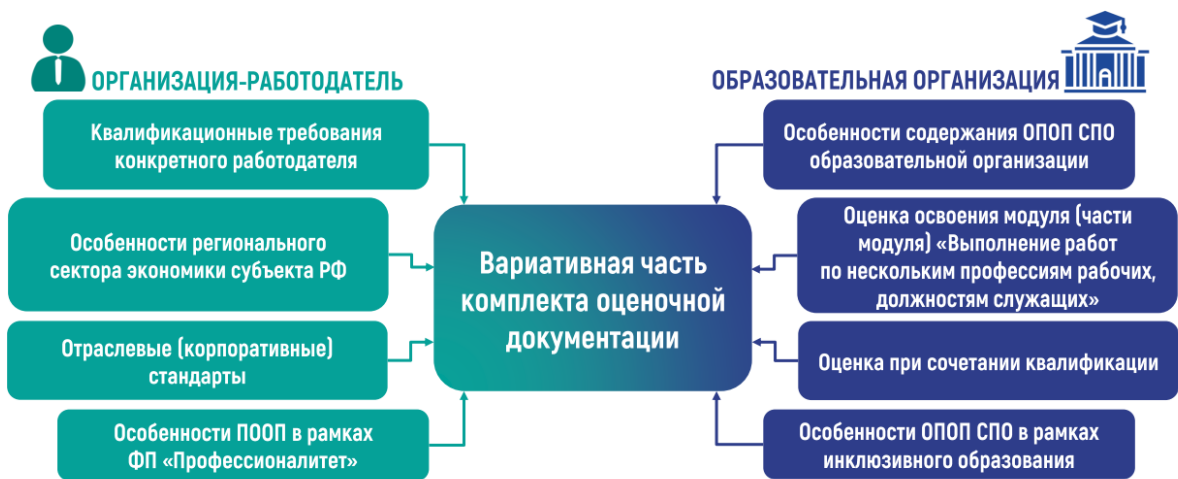 ОРГАНИЗАЦИЯ-РАБОТОДАТЕЛЬ
Квалификационные требования
конкретного работодателя
Особенности регионального
сектора экономики субъекта РФ
Отраслевые (корпоративные)
стандарты
Особенности ПООП в рамках
ФП «Профессионалитет»
Вариативная часть
комплекта оценочной
документации
ОБРАЗОВАТЕЛЬНАЯ ОРГАНИЗАЦИЯ
Особенности содержания ОПОП СПО
образовательной организации
Оценка освоения модуля (части
модуля) «Выполнение работ
по нескольким профессиям рабочих,
должностям служащих»
Оценка при сочетании квалификации
Особенности ОПОП СПО в рамках
инклюзивного образования